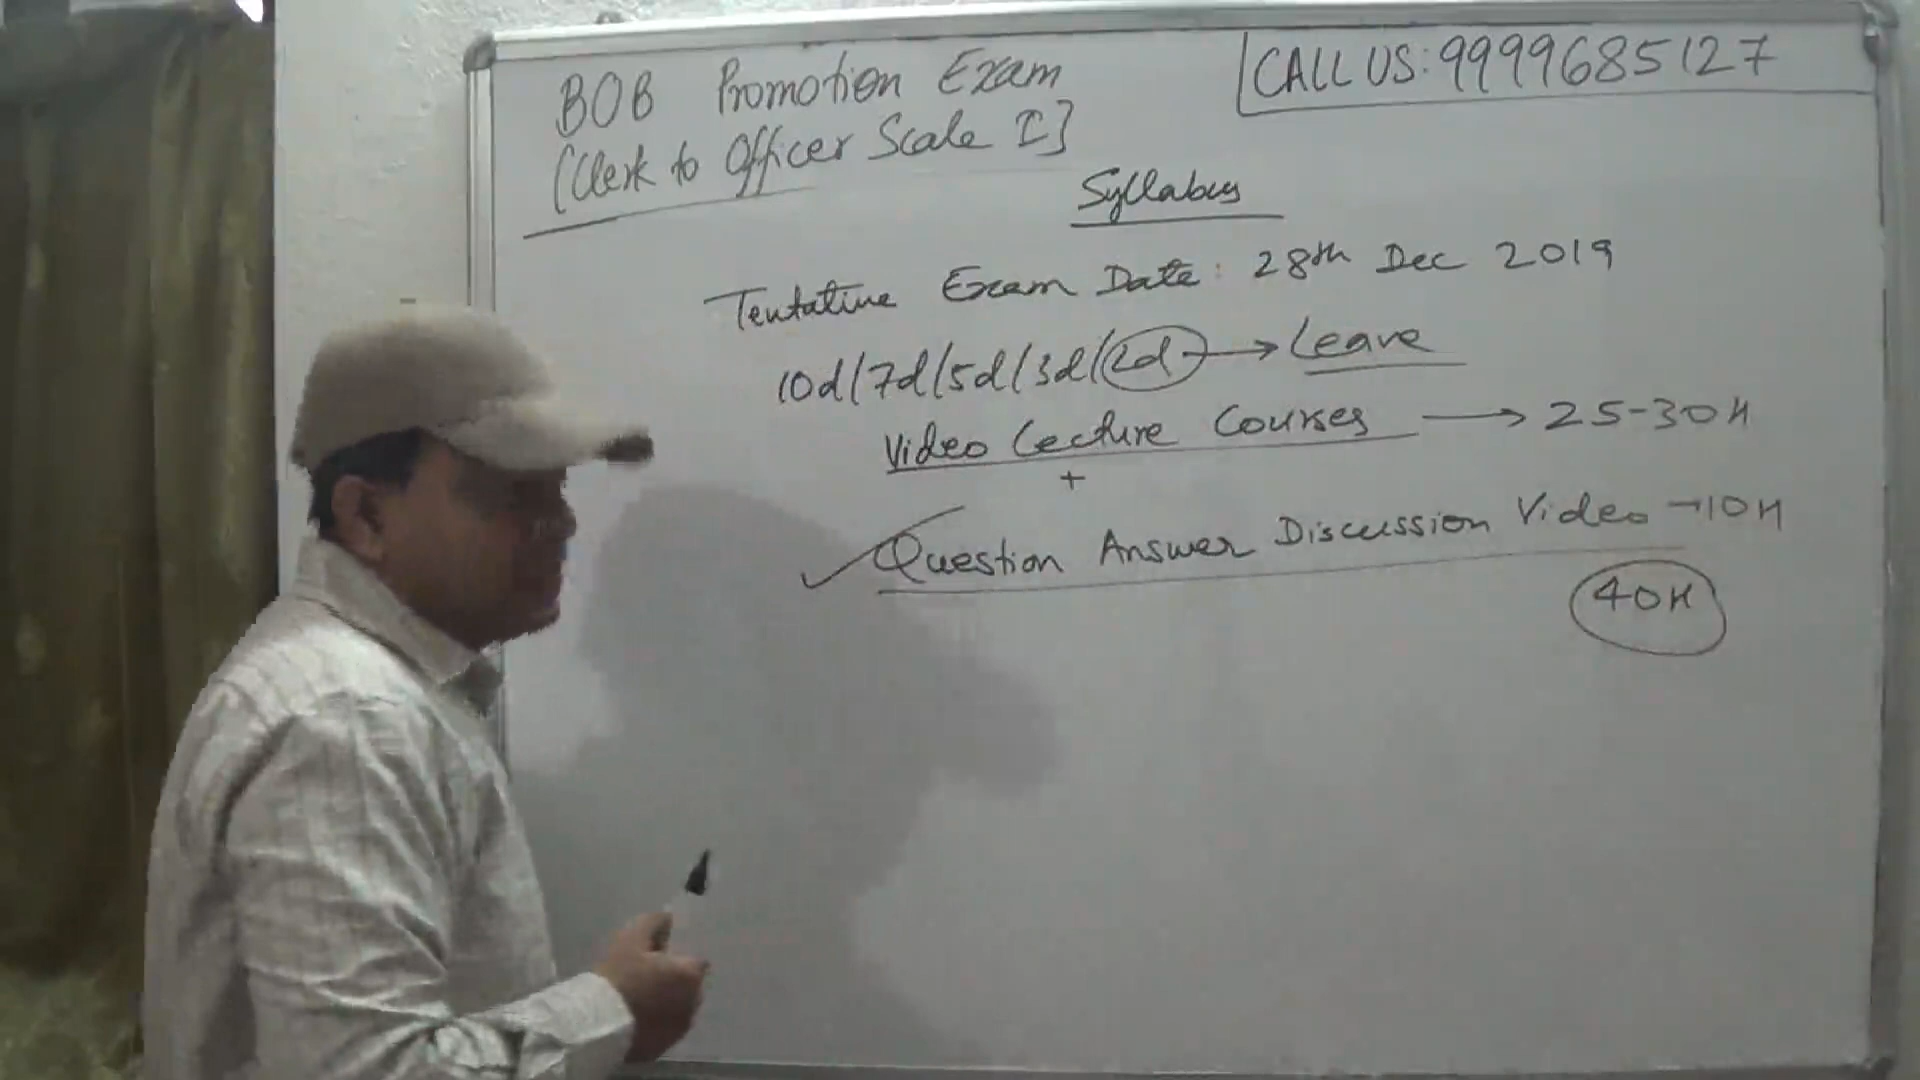 BOB Promotion Exam
[Clerk to Officer Scale I]
CALL US: 9999685127
Syllabus
Tentative Exam Date: 28th Dec 2019
10d/7d/5d/3d/2d → Leave
Video Lecture Courses → 25-30H
+
Question Answer Discussion Video → 10H
40H